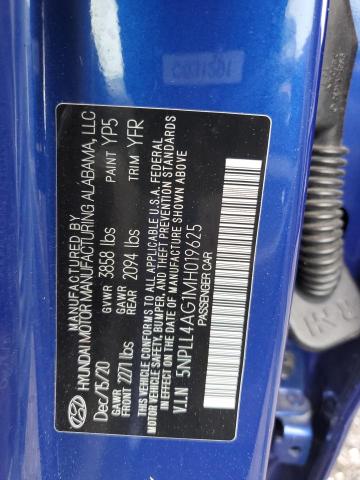 HYUNDAI MOTOR MANUFACTURING ALABAMA, LLC
Dec/15/20 GVWR 3858 lbs PAINT YP5
GAWR FRONT 2271 lbs GAWR REAR 2094 lbs TRIM YFR
THIS VEHICLE CONFORMS TO ALL APPLICABLE U.S.A. FEDERAL
MOTOR VEHICLE SAFETY, BUMPER, AND THEFT PREVENTION STANDARDS
IN EFFECT ON THE DATE OF MANUFACTURE SHOWN ABOVE
V.I.N 5NPLL4AG1MH019625
PASSENGER CAR